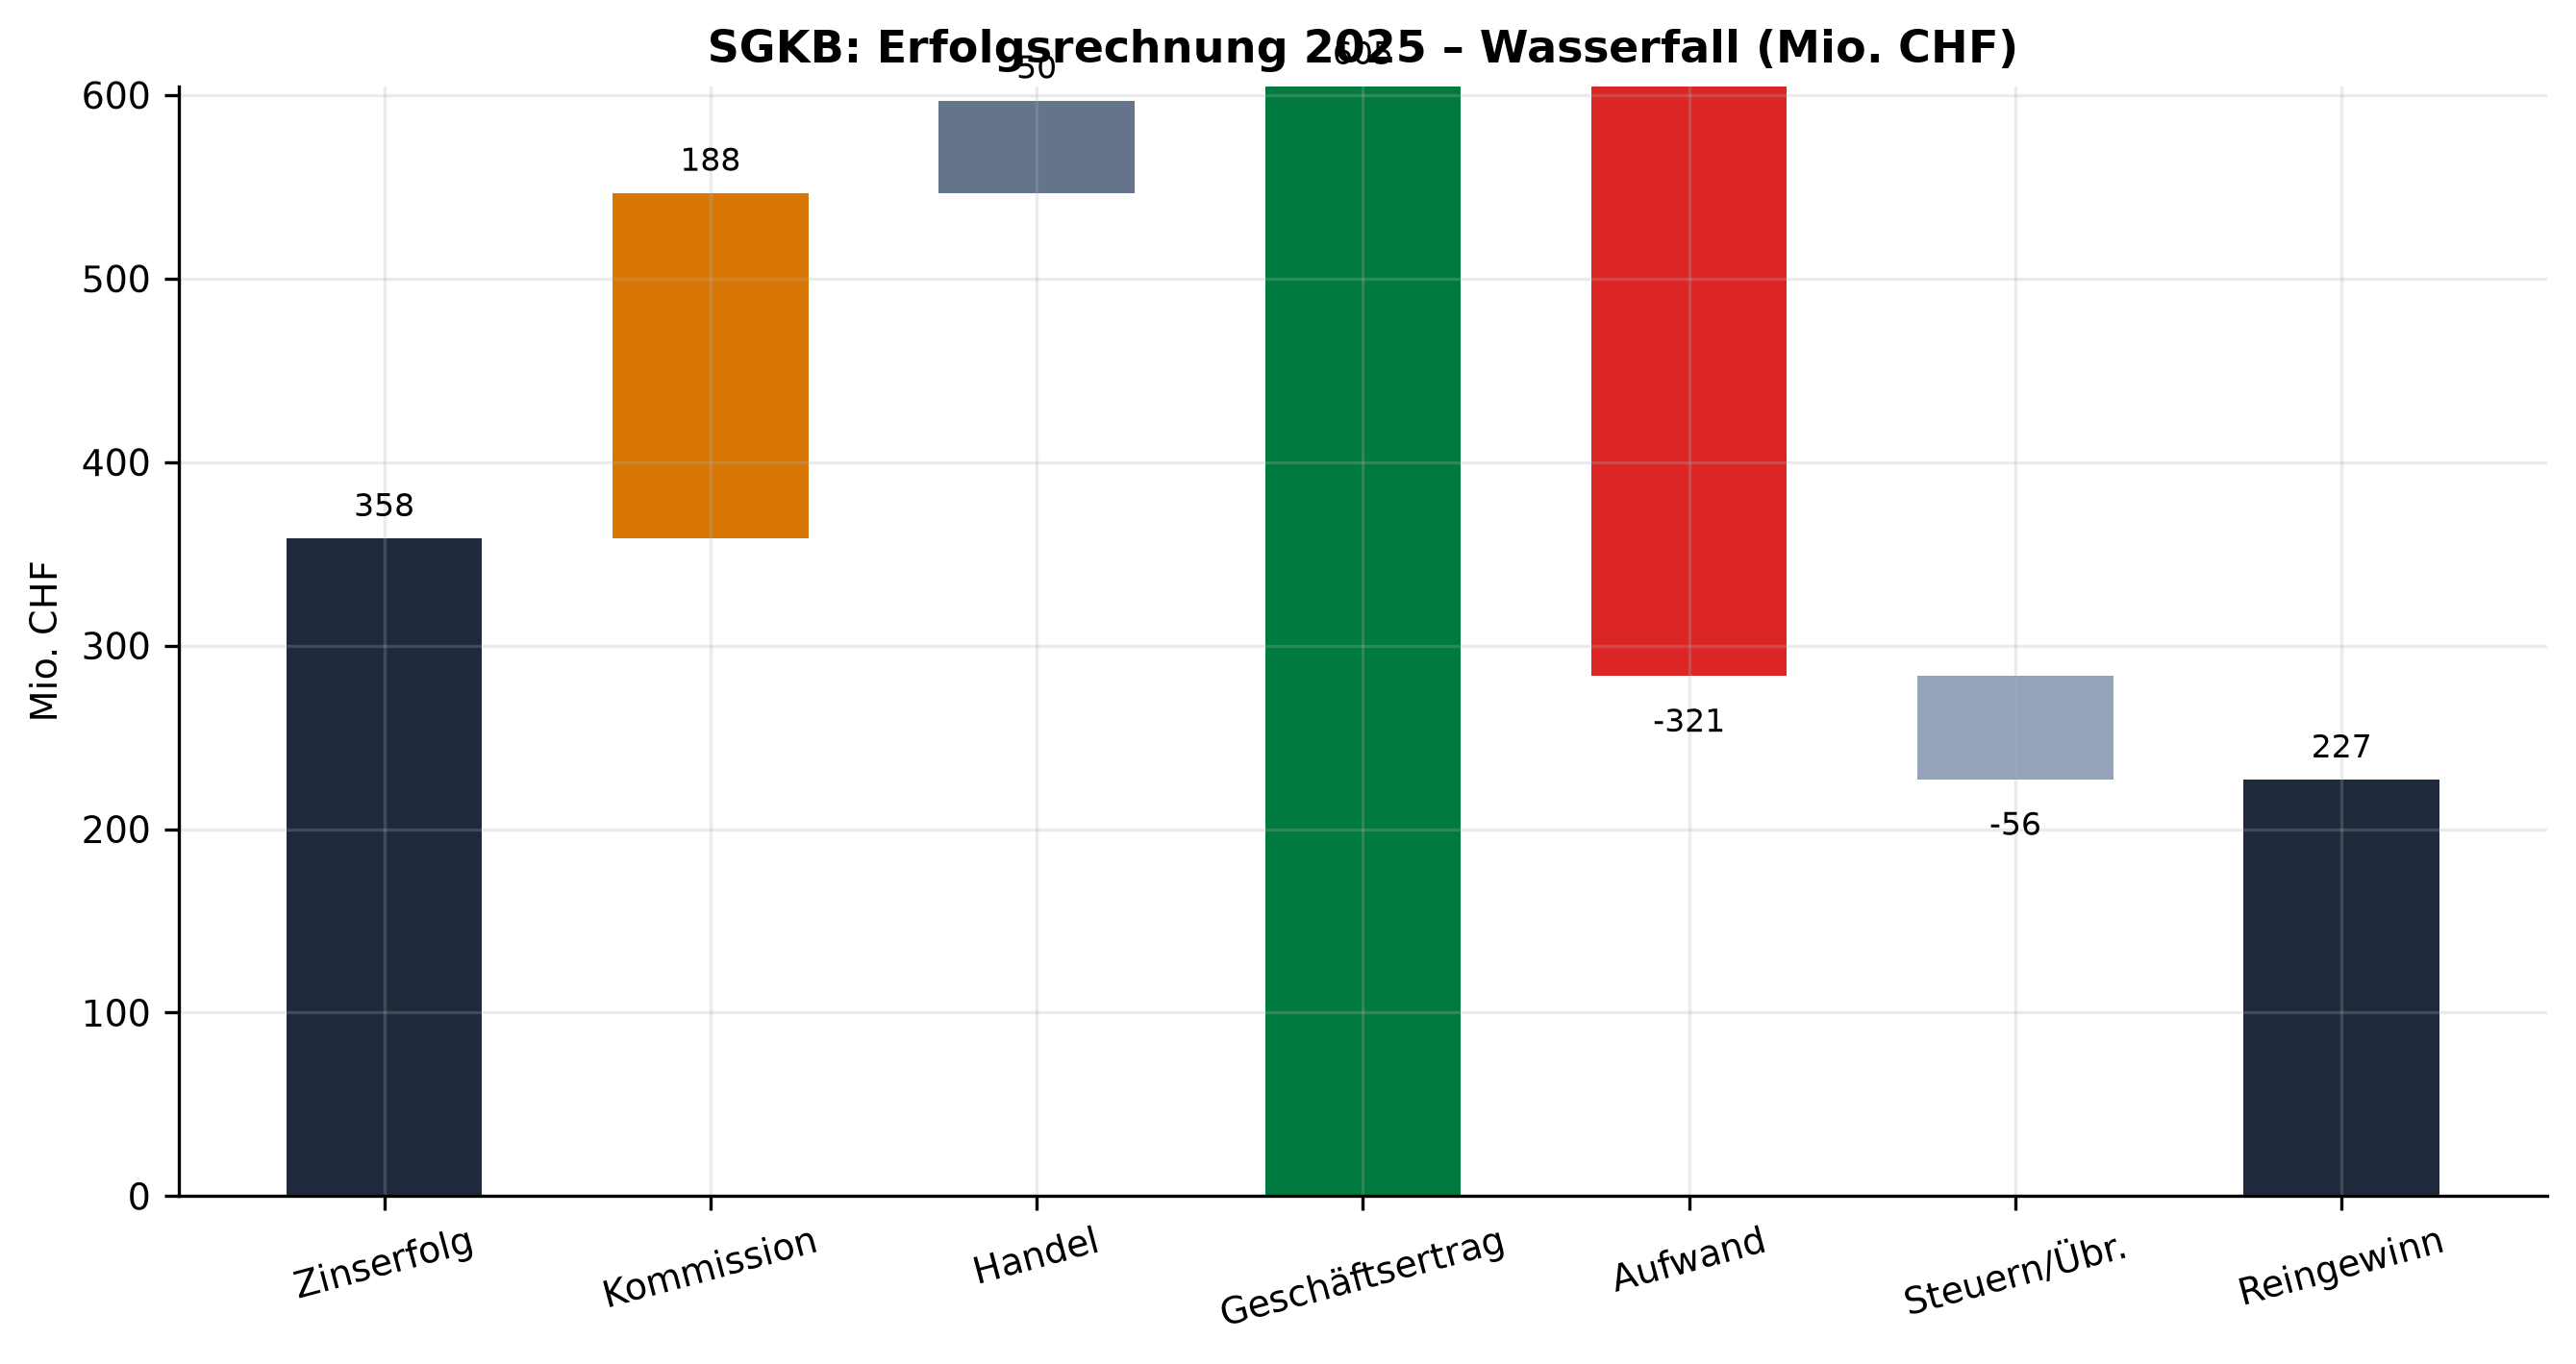 SGKB: Erfolgsrechnung 2025 – Wasserfall (Mio. CHF)
50
605
600
188
500
400
358
Mio. CHF
300
-321
227
200
-56
100
0
Zinserfolg
Kommission
Handel
Geschäftsertrag
Aufwand
Steuern/Übr.
Reingewinn